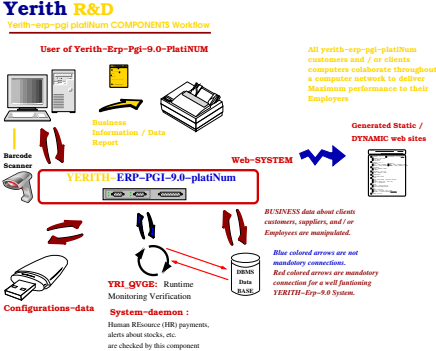 Yerith R&D
Yerith-erp-pgi platiNum COMPONENTS Workflow
User of Yerith-Erp-Pgi-9.0-PlatiNUM
All yerith-erp-pgi-platiNum
customers and / or clients
computers colaborate throughout
a computer network to deliver
Maximum performance to their
Employers
Business
Information / Data
Report
Generated Static /
DYNAMIC web sites
Barcode
Scanner
Web-SYSTEM
YERITH-ERP-PGI-9.0-platiNum
BUSINESS data about clients
customers, suppliers, and / or
Employees are manipulated.
Blue colored arrows are not
mandotory connections.
Red colored arrows are mandatory
connection for a well funtioning
YERITH-Erp-9.0 System.
DBMS
Data
BASE
YRI_QVGE: Runtime
Monitoring Verification
Configurations-data
System-daemon :
Human REsource (HR) payments,
alerts about stocks, etc.
are checked by this component